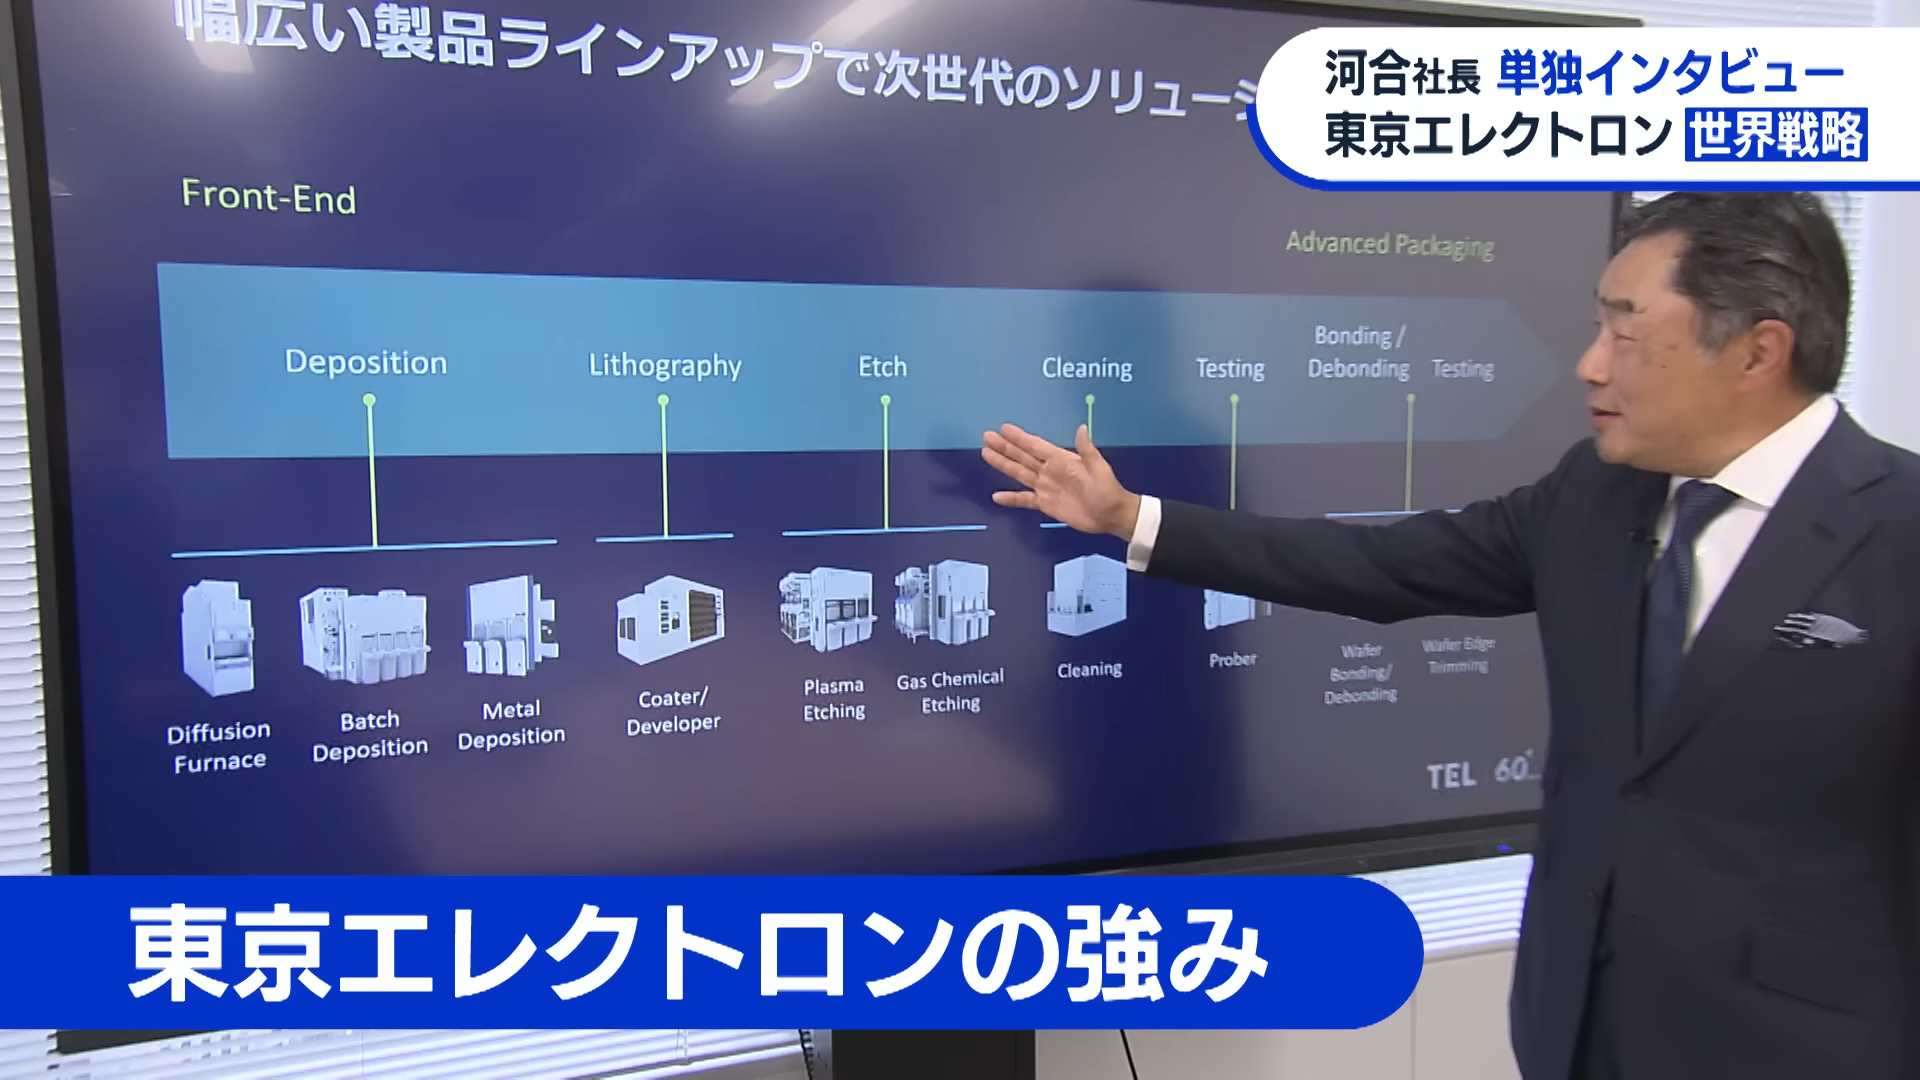 幅広い製品ラインアップで次世代のソリューシ
河合社長 単独インタビュー
東京エレクトロン 世界戦略
Front-End
Advanced Packaging
Deposition
Lithography
Etch
Cleaning
Testing
Bonding /
Debonding
Testing
Diffusion
Furnace
Batch
Deposition
Metal
Deposition
Coater/
Developer
Plasma
Etching
Gas Chemical
Etching
Cleaning
Prober
Wafer
Bonding/
Debonding
Wafer Edge
Trimming
TEL 60
東京エレクトロンの強み